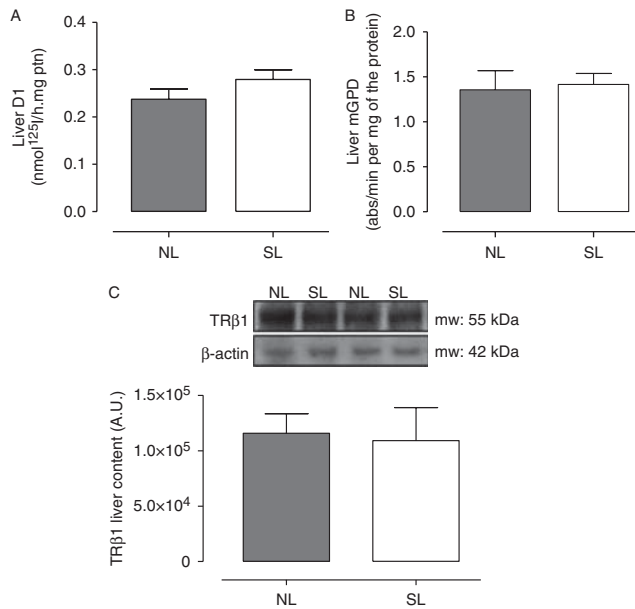 A
Liver D1
(nmol¹²⁵I/h.mg ptn)
0.4
0.3
0.2
0.1
0.0
NL
SL
B
Liver mGPD
(abs/min per mg of the protein)
2.0
1.5
1.0
0.5
0.0
NL
SL
C
NL SL NL SL
TRβ1
mw: 55 kDa
β-actin
mw: 42 kDa
TRβ1 liver content (A.U.)
1.5×10⁵
1.0×10⁵
5.0×10⁴
0
NL
SL